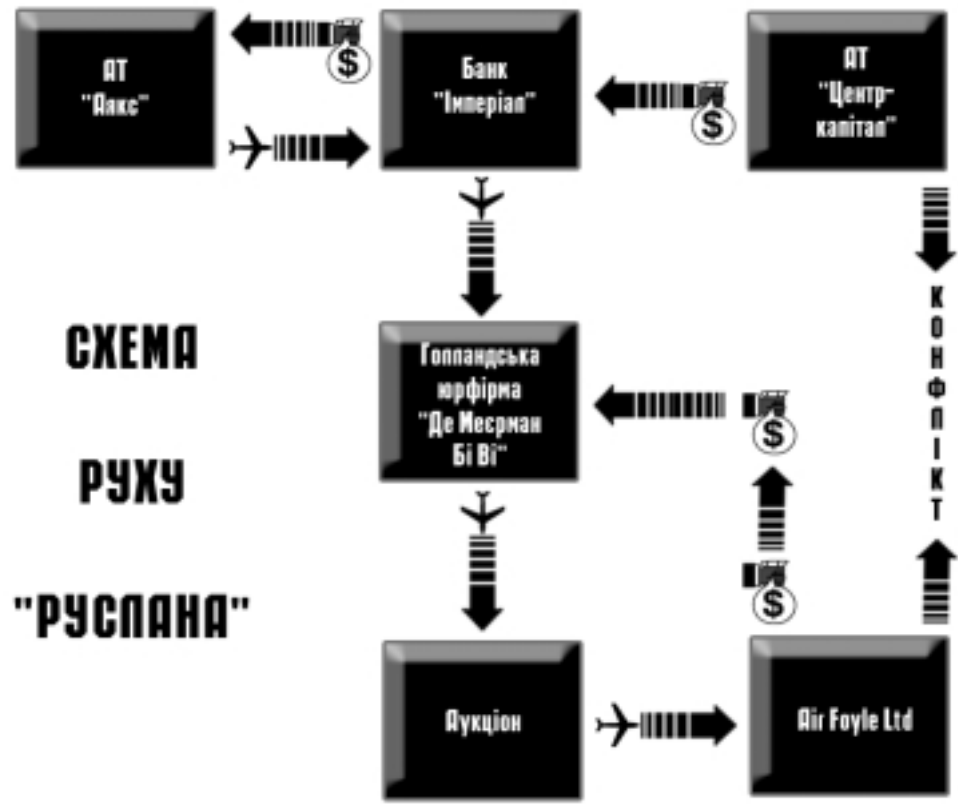 АТ
"Аякс"
Банк
"Імперіал"
АТ
"Центр-
капітал"
$
$
КОНФЛІКТ
СХЕМА
РУХУ
"РУСЛАНА"
Голландська
юрфірма
"Де Меєрман
Бі Ві"
$
$
Аукціон
Air Foyle Ltd